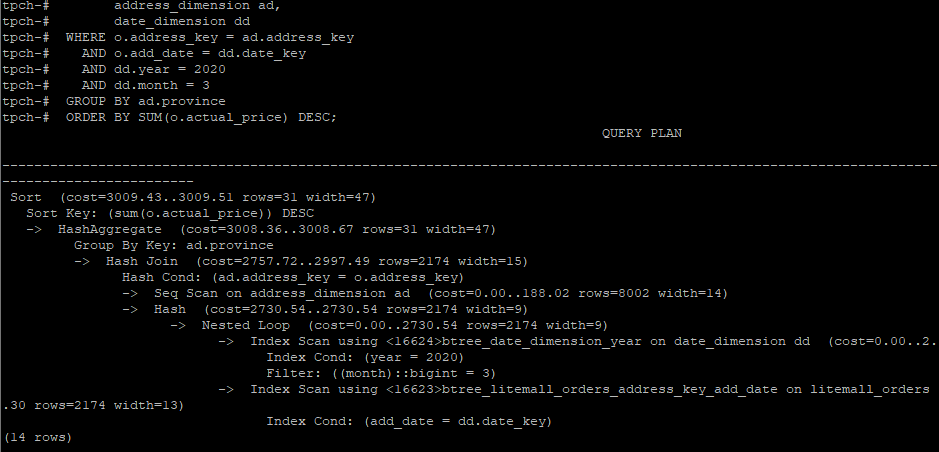 tpch-#        address_dimension ad,
tpch-#        date_dimension dd
tpch-#  WHERE o.address_key = ad.address_key
tpch-#    AND o.add_date = dd.date_key
tpch-#    AND dd.year = 2020
tpch-#    AND dd.month = 3
tpch-#  GROUP BY ad.province
tpch-#  ORDER BY SUM(o.actual_price) DESC;
QUERY PLAN
---------------------------------------------------------------------------------------------------------------------
------------------------
 Sort  (cost=3009.43..3009.51 rows=31 width=47)
   Sort Key: (sum(o.actual_price)) DESC
   ->  HashAggregate  (cost=3008.36..3008.67 rows=31 width=47)
         Group By Key: ad.province
         ->  Hash Join  (cost=2757.72..2997.49 rows=2174 width=15)
               Hash Cond: (ad.address_key = o.address_key)
               ->  Seq Scan on address_dimension ad  (cost=0.00..188.02 rows=8002 width=14)
               ->  Hash  (cost=2730.54..2730.54 rows=2174 width=9)
                     ->  Nested Loop  (cost=0.00..2730.54 rows=2174 width=9)
                           ->  Index Scan using <16624>btree_date_dimension_year on date_dimension dd  (cost=0.00..2.
                                 Index Cond: (year = 2020)
                                 Filter: ((month)::bigint = 3)
                           ->  Index Scan using <16623>btree_litemall_orders_address_key_add_date on litemall_orders
.30 rows=2174 width=13)
                                 Index Cond: (add_date = dd.date_key)
(14 rows)